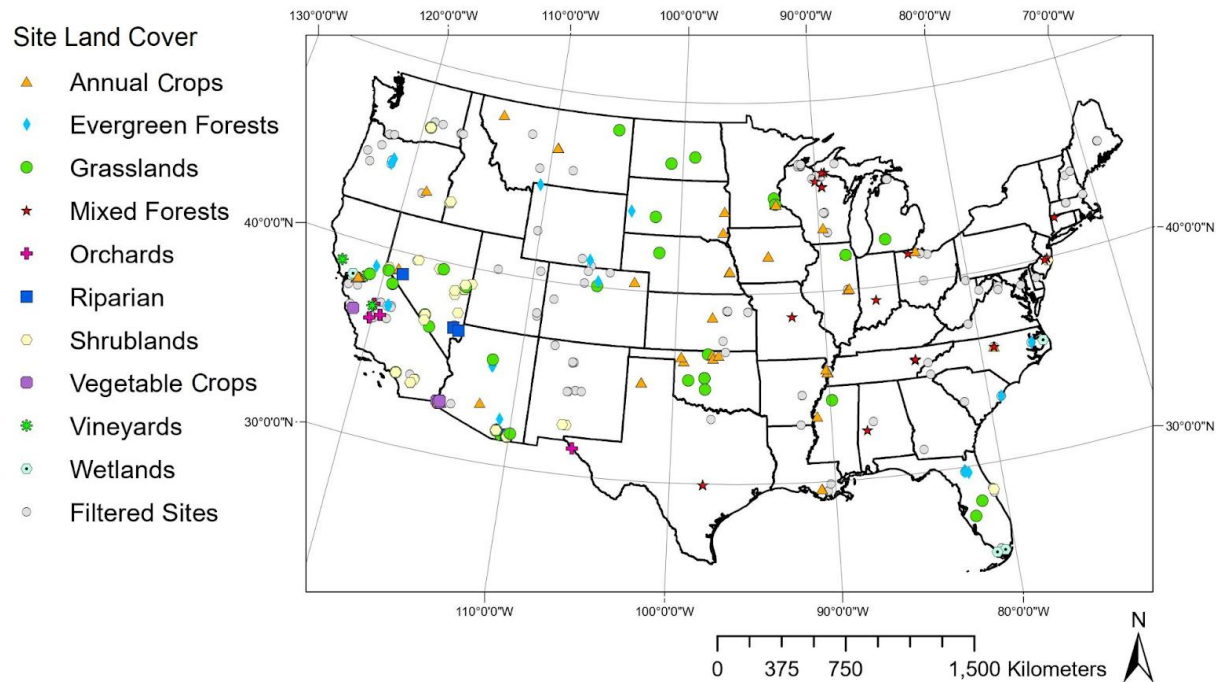 130°0'0"W 120°0'0"W 110°0'0"W 100°0'0"W 90°0'0"W 80°0'0"W 70°0'0"W
Site Land Cover
Annual Crops
Evergreen Forests
Grasslands
Mixed Forests
Orchards
Riparian
Shrublands
Vegetable Crops
Vineyards
Wetlands
Filtered Sites
40°0'0"N 40°0'0"N
30°0'0"N 30°0'0"N
110°0'0"W 100°0'0"W 90°0'0"W 80°0'0"W
N
0 375 750 1,500 Kilometers